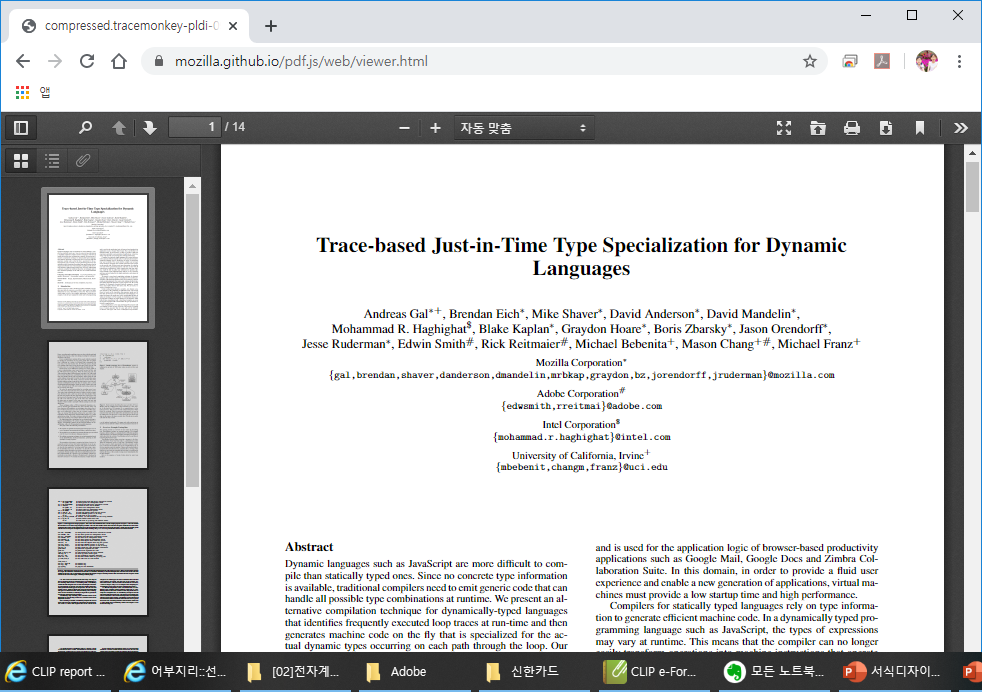 compressed.tracemonkey-pldi-0
mozilla.github.io/pdf.js/web/viewer.html
앱
1 / 14
자동 맞춤
Trace-based Just-in-Time Type Specialization for Dynamic
Languages
Andreas Gal*+, Brendan Eich*, Mike Shaver*, David Anderson*, David Mandelin*,
Mohammad R. Haghighat$, Blake Kaplan*, Graydon Hoare*, Boris Zbarsky*, Jason Orendorff*,
Jesse Ruderman*, Edwin Smith#, Rick Reitmaier#, Michael Bebenita+, Mason Chang+#, Michael Franz+
Mozilla Corporation*
{gal,brendan,shaver,danderson,dmandelin,mrbkap,graydon,bz,jorendorff,jruderman}@mozilla.com
Adobe Corporation#
{edwsmith,rreitmai}@adobe.com
Intel Corporation$
{mohammad.r.haghighat}@intel.com
University of California, Irvine+
{mbebenit,changm,franz}@uci.edu
Abstract
Dynamic languages such as JavaScript are more difficult to com-
pile than statically typed ones. Since no concrete type information
is available, traditional compilers need to emit generic code that can
handle all possible type combinations at runtime. We present an al-
ternative compilation technique for dynamically-typed languages
that identifies frequently executed loop traces at run-time and then
generates machine code on the fly that is specialized for the ac-
tual dynamic types occurring on each path through the loop. Our
and is used for the application logic of browser-based productivity
applications such as Google Mail, Google Docs and Zimbra Col-
laboration Suite. In this domain, in order to provide a fluid user
experience and enable a new generation of applications, virtual ma-
chines must provide a low startup time and high performance.
Compilers for statically typed languages rely on type informa-
tion to generate efficient machine code. In a dynamically typed pro-
gramming language such as JavaScript, the types of expressions
may vary at runtime. This means that the compiler can no longer
CLIP report ...
어부지리::선...
[02]전자계...
Adobe
신한카드
CLIP e-For...
모든 노트북...
서식디자이...